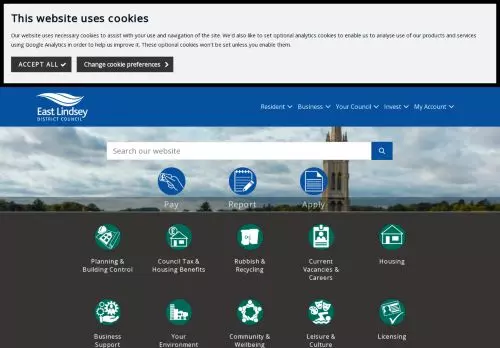 This website uses cookies
Our website uses necessary cookies to assist with your use and navigation of the site. We'd also like to set optional analytics cookies to enable us to analyse use of our products and services
using Google Analytics in order to help us improve it. These optional cookies won't be set unless you enable them.
ACCEPT ALL
Change cookie preferences
East Lindsey
DISTRICT COUNCIL
Resident Business Your Council Invest My Account
Search our website
Pay Report Apply
Planning &
Building Control
Council Tax &
Housing Benefits
Rubbish &
Recycling
Current
Vacancies &
Careers
Housing
Business
Support
Your
Environment
Community &
Wellbeing
Leisure &
Culture
Licensing